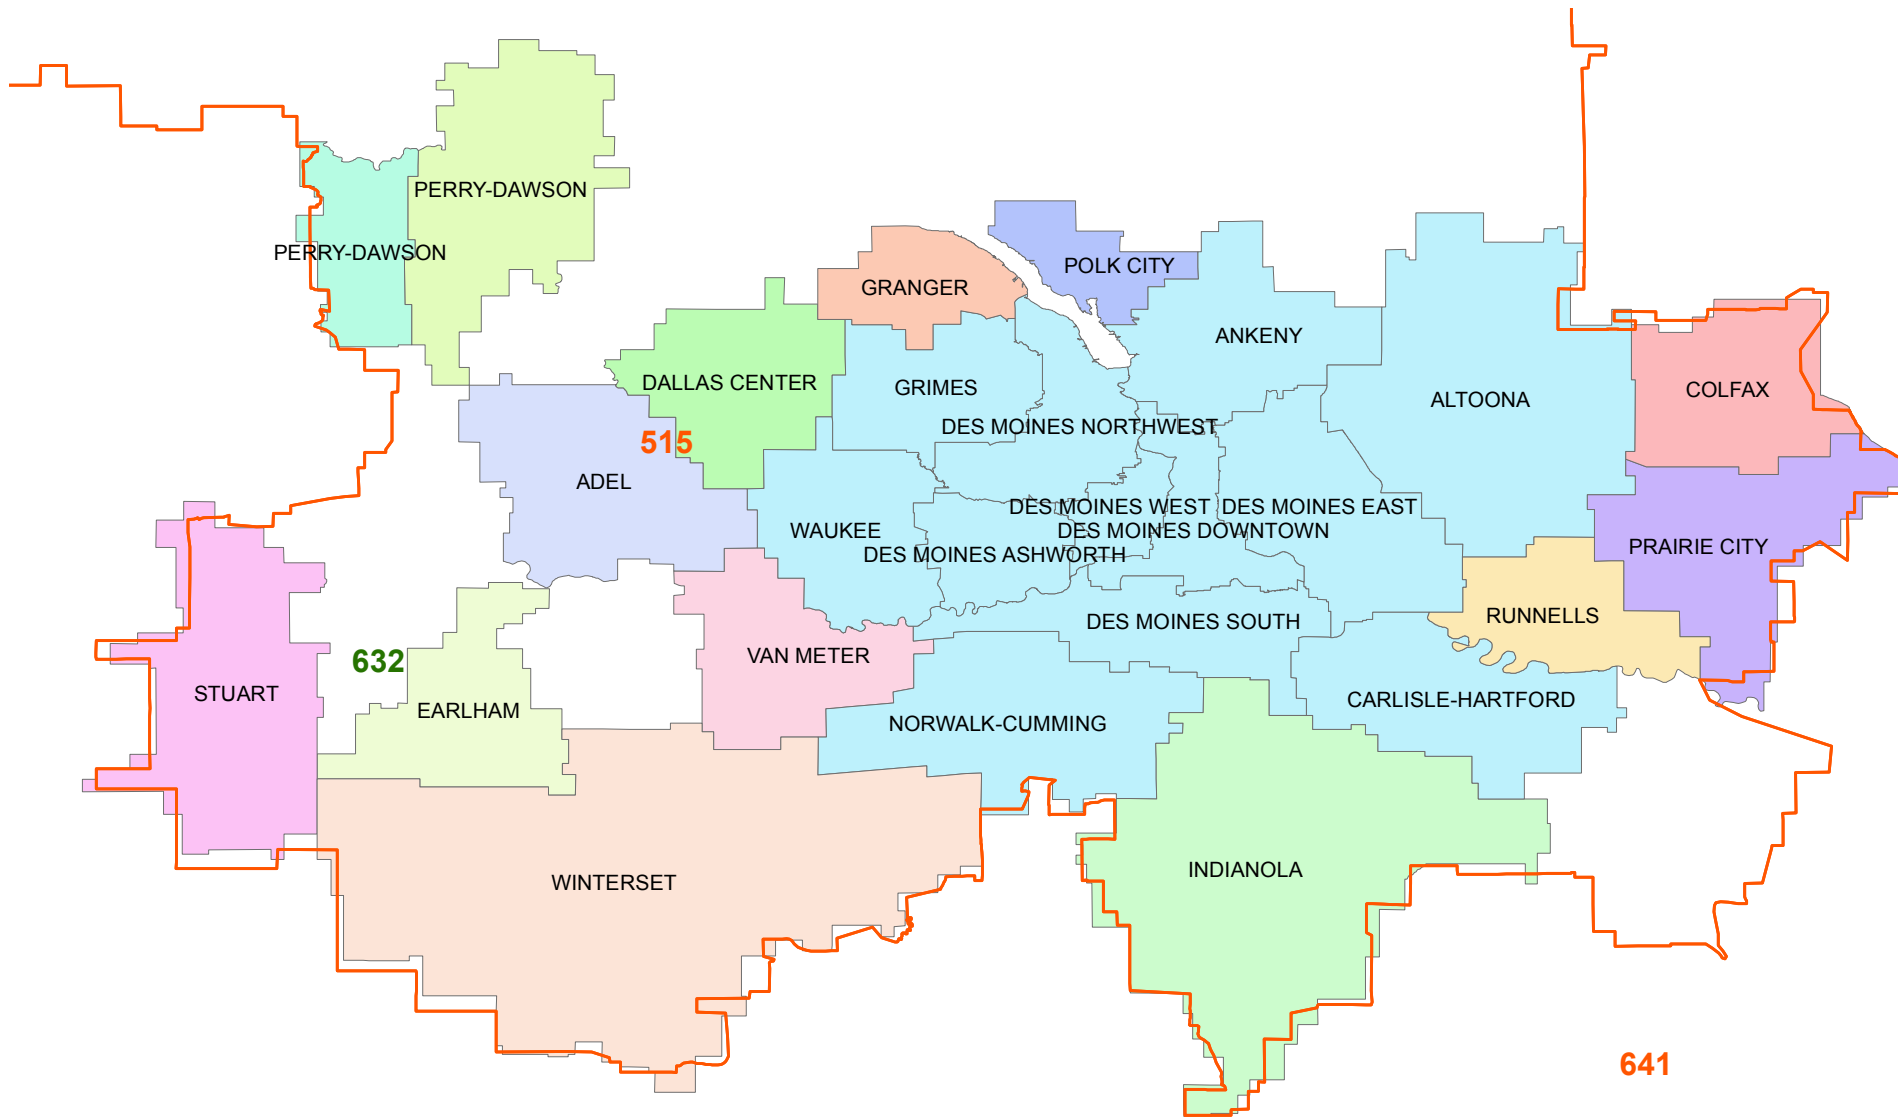 PERRY-DAWSON
PERRY-DAWSON
POLK CITY
GRANGER
ANKENY
DALLAS CENTER
GRIMES
COLFAX
ALTOONA
DES MOINES NORTHWEST
515
ADEL
DES MOINES WEST
DES MOINES EAST
WAUKEE
DES MOINES DOWNTOWN
DES MOINES ASHWORTH
PRAIRIE CITY
RUNNELLS
DES MOINES SOUTH
632
VAN METER
STUART
CARLISLE-HARTFORD
EARLHAM
NORWALK-CUMMING
INDIANOLA
WINTERSET
641